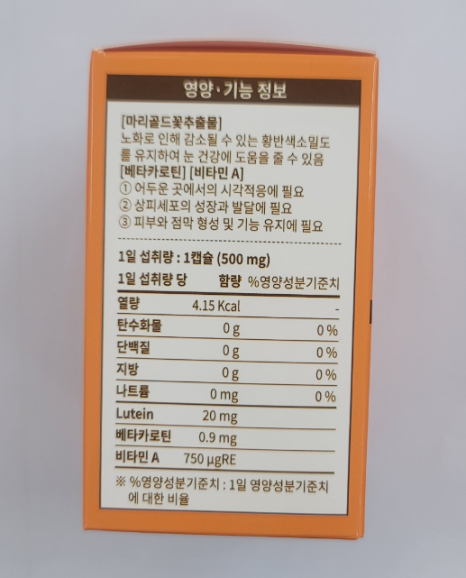 영양·기능 정보
[마리골드꽃추출물]
노화로 인해 감소될 수 있는 황반색소밀도
를 유지하여 눈 건강에 도움을 줄 수 있음
[베타카로틴] [비타민 A]
① 어두운 곳에서의 시각적응에 필요
② 상피세포의 성장과 발달에 필요
③ 피부와 점막 형성 및 기능 유지에 필요
1일 섭취량 : 1캡슐 (500 mg)
1일 섭취량 당 함량 %영양성분기준치
열량 4.15 Kcal -
탄수화물 0 g 0 %
단백질 0 g 0 %
지방 0 g 0 %
나트륨 0 mg 0 %
Lutein 20 mg
베타카로틴 0.9 mg
비타민 A 750 μgRE
※ %영양성분기준치 : 1일 영양성분기준치
에 대한 비율